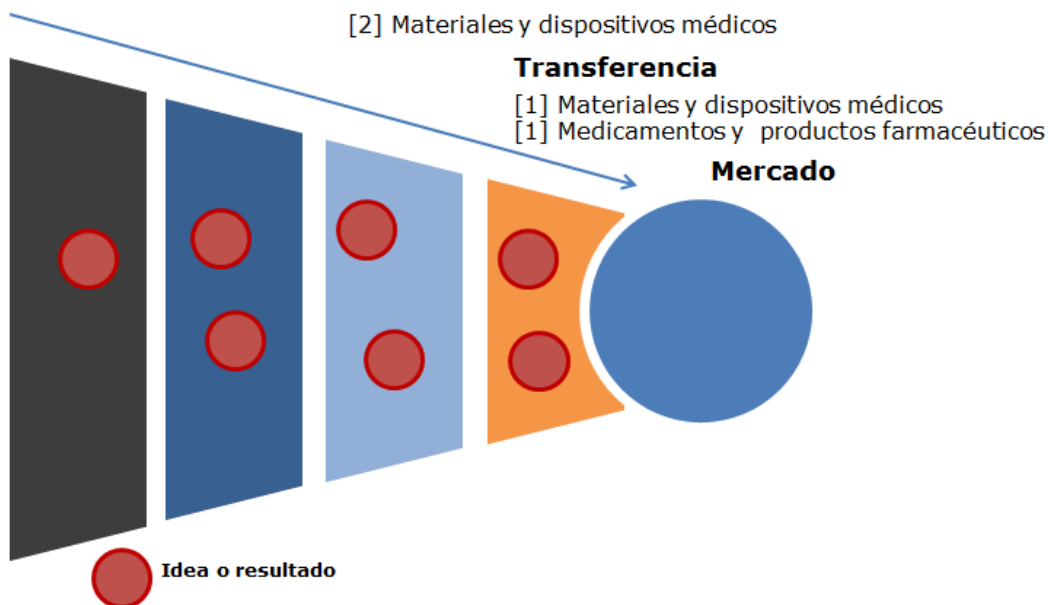 [2] Materiales y dispositivos médicos
Transferencia
[1] Materiales y dispositivos médicos
[1] Medicamentos y productos farmacéuticos
Mercado
Idea o resultado